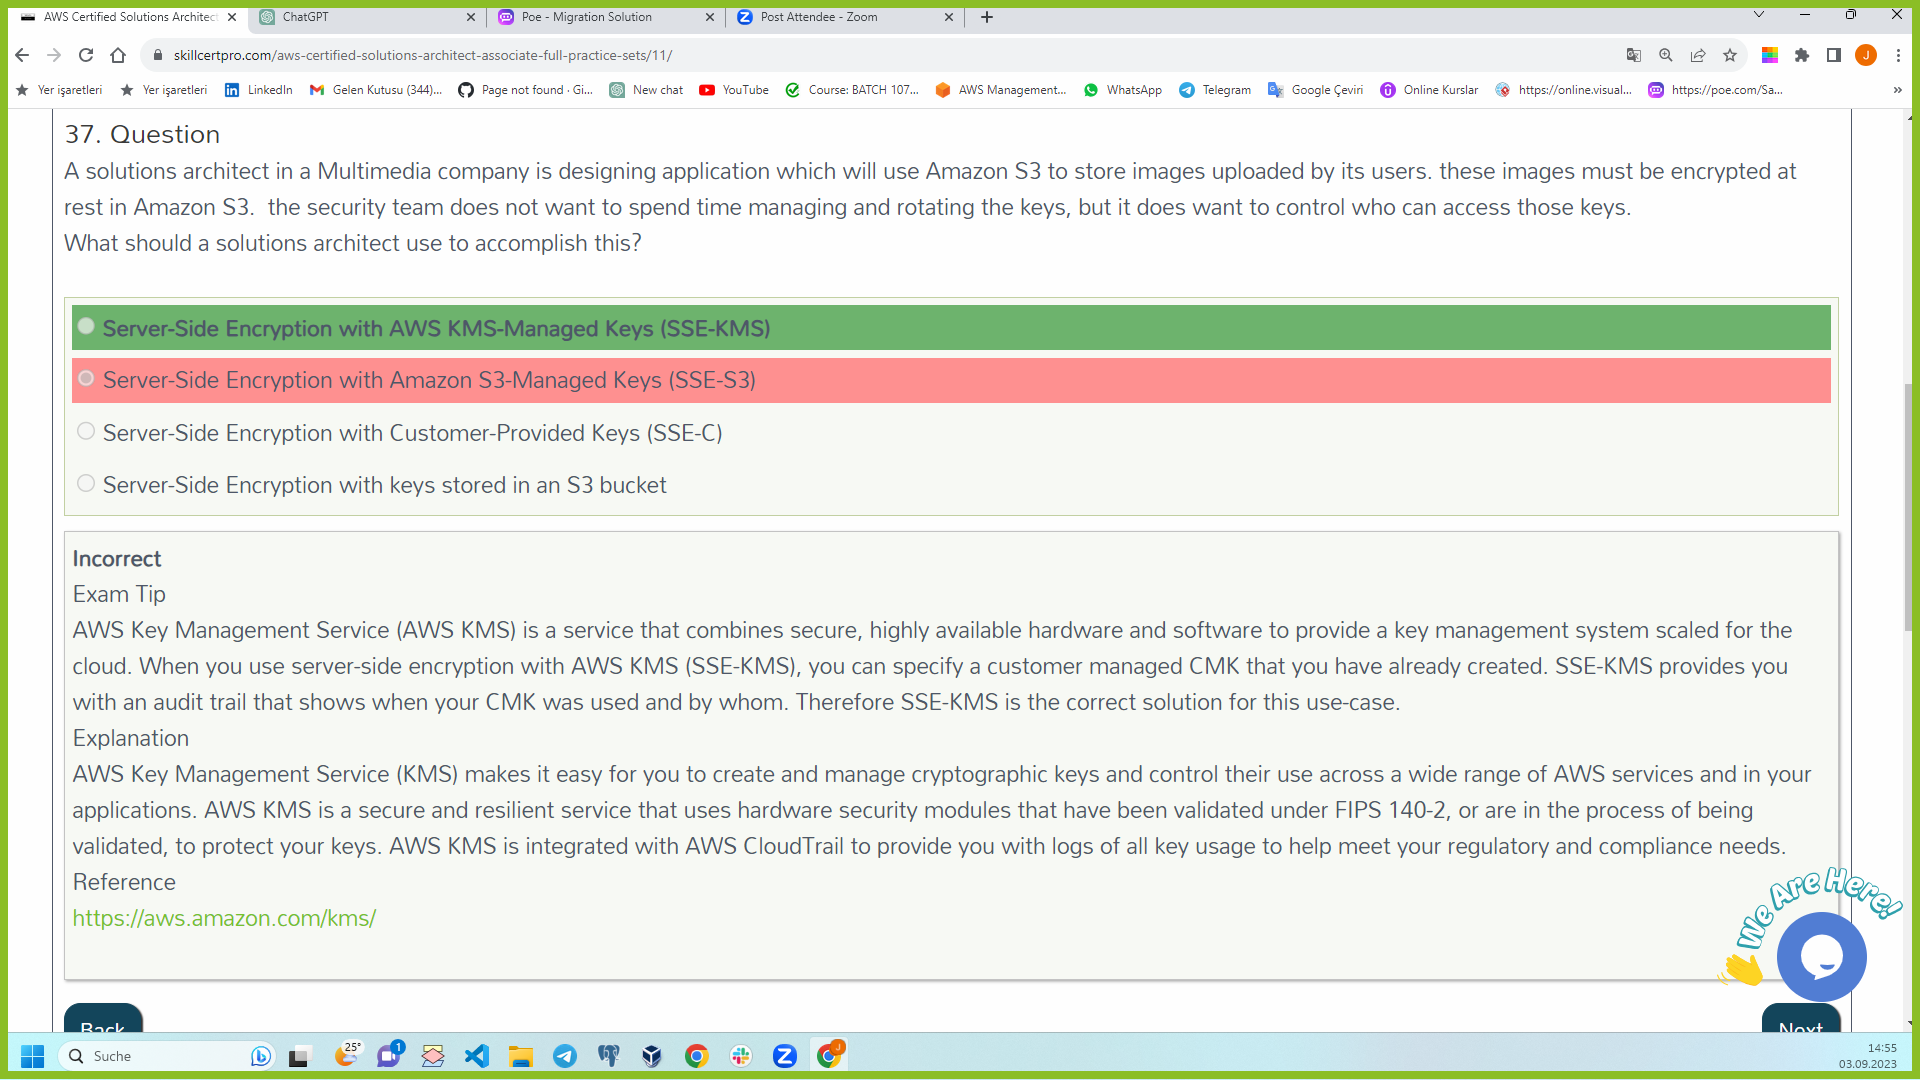 AWS Certified Solutions Architect
ChatGPT
Poe - Migration Solution
Post Attendee - Zoom
skillcertpro.com/aws-certified-solutions-architect-associate-full-practice-sets/11/
J
Yer işaretleri
Yer işaretleri
LinkedIn
Gelen Kutusu (344)...
Page not found · Gi...
New chat
YouTube
Course: BATCH 107...
AWS Management...
WhatsApp
Telegram
Google Çeviri
Online Kurslar
https://online.visual...
https://poe.com/Sa...
»
37. Question
A solutions architect in a Multimedia company is designing application which will use Amazon S3 to store images uploaded by its users. these images must be encrypted at
rest in Amazon S3.  the security team does not want to spend time managing and rotating the keys, but it does want to control who can access those keys.
What should a solutions architect use to accomplish this?
Server-Side Encryption with AWS KMS-Managed Keys (SSE-KMS)
Server-Side Encryption with Amazon S3-Managed Keys (SSE-S3)
Server-Side Encryption with Customer-Provided Keys (SSE-C)
Server-Side Encryption with keys stored in an S3 bucket
Incorrect
Exam Tip
AWS Key Management Service (AWS KMS) is a service that combines secure, highly available hardware and software to provide a key management system scaled for the
cloud. When you use server-side encryption with AWS KMS (SSE-KMS), you can specify a customer managed CMK that you have already created. SSE-KMS provides you
with an audit trail that shows when your CMK was used and by whom. Therefore SSE-KMS is the correct solution for this use-case.
Explanation
AWS Key Management Service (KMS) makes it easy for you to create and manage cryptographic keys and control their use across a wide range of AWS services and in your
applications. AWS KMS is a secure and resilient service that uses hardware security modules that have been validated under FIPS 140-2, or are in the process of being
validated, to protect your keys. AWS KMS is integrated with AWS CloudTrail to provide you with logs of all key usage to help meet your regulatory and compliance needs.
Reference
https://aws.amazon.com/kms/
We Are Here!
Back
Next
Suche
25°
1
J
14:55
03.09.2023